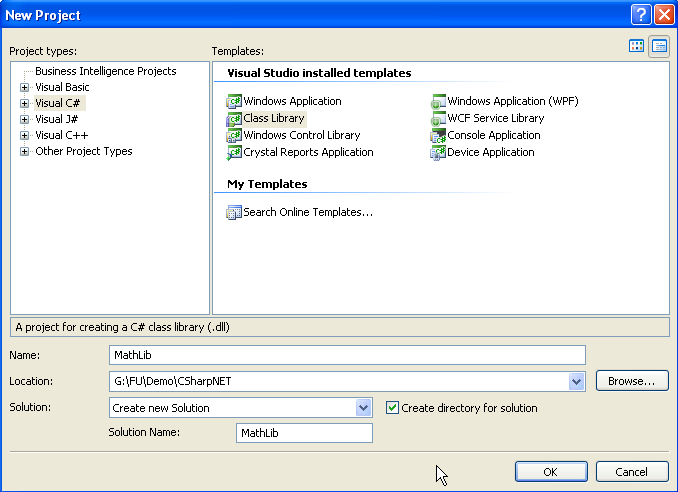 New Project
Project types:
Templates:
Business Intelligence Projects
Visual Basic
Visual C#
Visual J#
Visual C++
Other Project Types
Visual Studio installed templates
Windows Application
Windows Application (WPF)
Class Library
WCF Service Library
Windows Control Library
Console Application
Crystal Reports Application
Device Application
My Templates
Search Online Templates...
A project for creating a C# class library (.dll)
Name:
MathLib
Location:
G:\FU\Demo\CSharpNET
Browse...
Solution:
Create new Solution
Create directory for solution
Solution Name:
MathLib
OK
Cancel